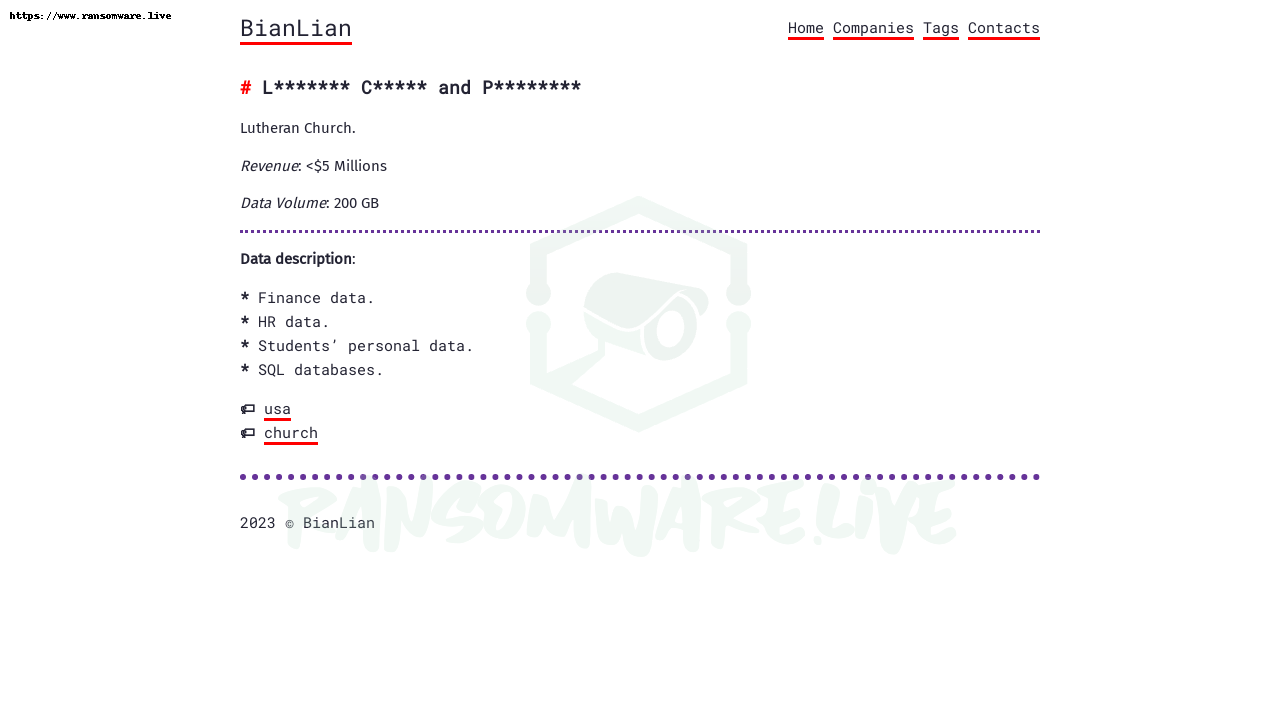 https://www.ransomware.live
BianLian
Home Companies Tags Contacts
# L******* C***** and P********
Lutheran Church.
Revenue: <$5 Millions
Data Volume: 200 GB
Data description:
* Finance data.
* HR data.
* Students’ personal data.
* SQL databases.
usa
church
RANSOMWARE.LIVE
2023 © BianLian